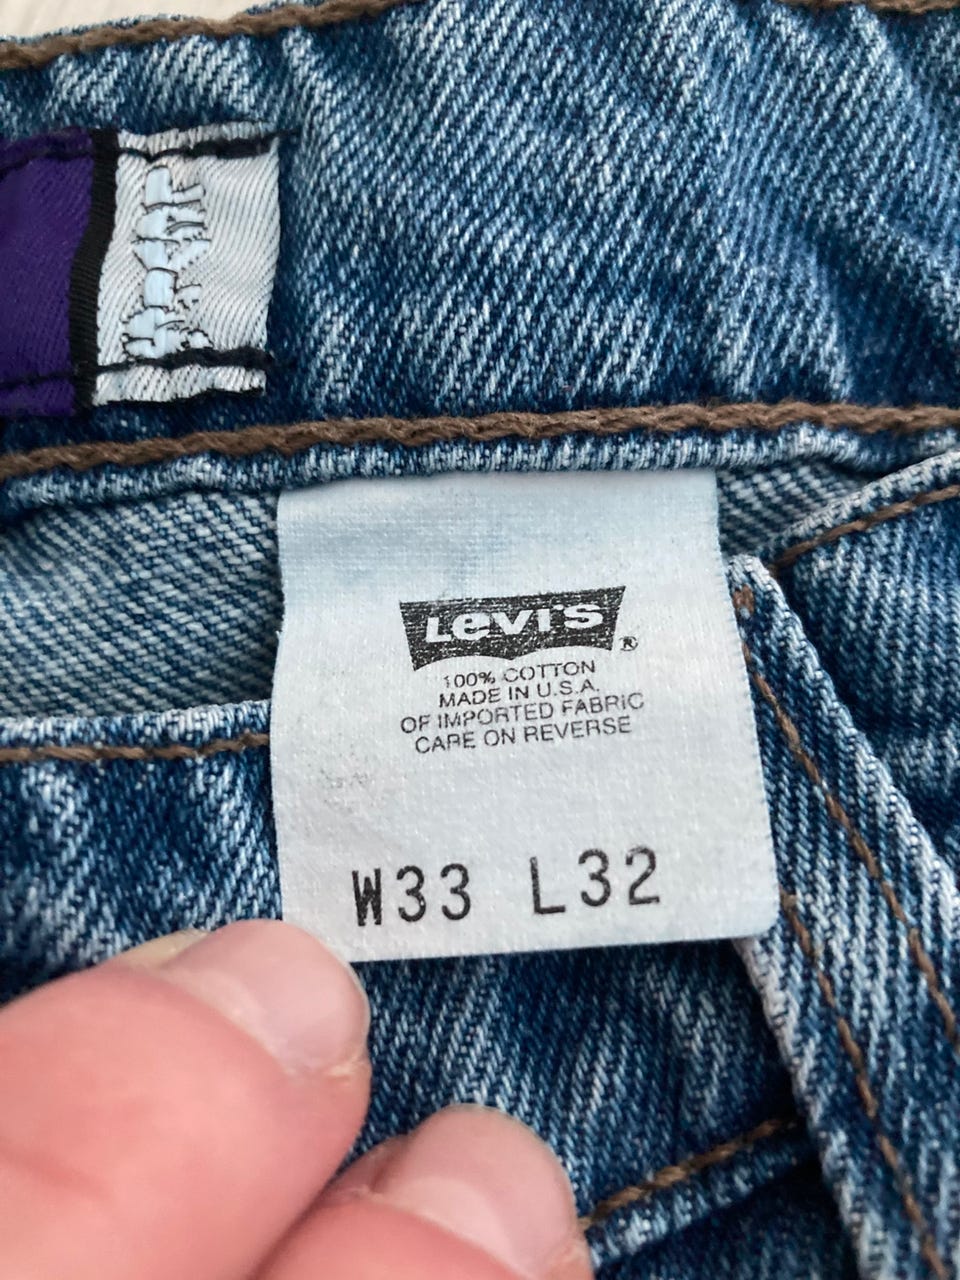 Levi's®
100% COTTON
MADE IN U.S.A.
OF IMPORTED FABRIC
CARE ON REVERSE
W33 L32